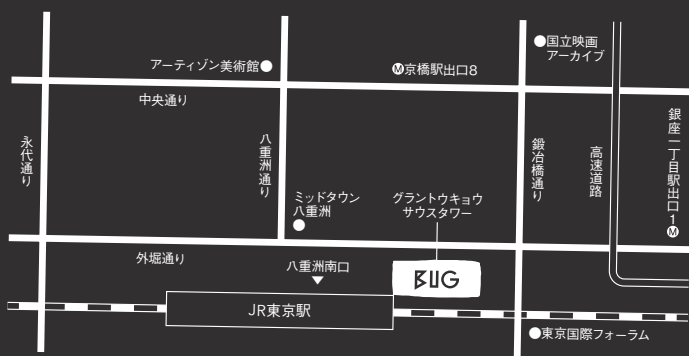 国立映画
アーカイブ
アーティゾン美術館
M京橋駅出口8
中央通り
永代通り
八重洲通り
鍛冶橋通り
高速道路
銀座一丁目駅出口1
M
ミッドタウン
八重洲
グラントウキョウ
サウスタワー
外堀通り
八重洲南口
BUG
JR東京駅
東京国際フォーラム